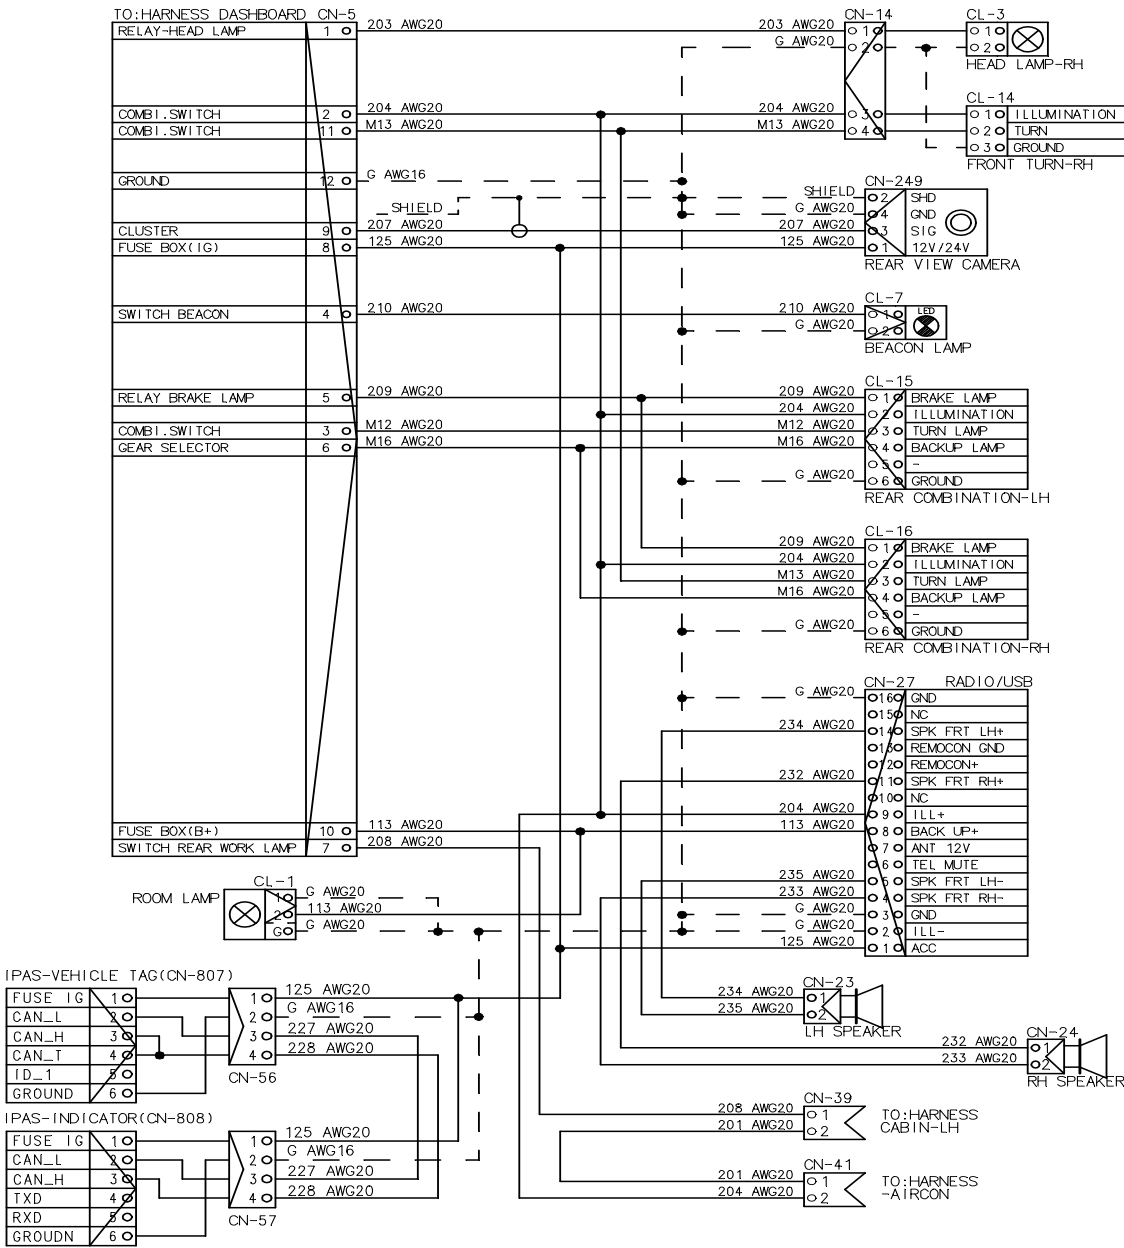 TO:HARNESS DASHBOARD CN-5
RELAY-HEAD LAMP 1 203 AWG20
COMBI.SWITCH 2 204 AWG20
COMBI.SWITCH 11 M13 AWG20
GROUND 12 G AWG16
SHIELD
CLUSTER 9 207 AWG20
FUSE BOX(IG) 8 125 AWG20
SWITCH BEACON 4 210 AWG20
RELAY BRAKE LAMP 5 209 AWG20
COMBI.SWITCH 3 M12 AWG20
GEAR SELECTOR 6 M16 AWG20
FUSE BOX(B+) 10 113 AWG20
SWITCH REAR WORK LAMP 7 208 AWG20
CN-14
203 AWG20 1
G AWG20 2
204 AWG20 3
M13 AWG20 4
CL-3
1
2
HEAD LAMP-RH
CL-14
1 ILLUMINATION
2 TURN
3 GROUND
FRONT TURN-RH
CN-249
SHIELD 2 SHD
G AWG20 4 GND
207 AWG20 3 SIG
125 AWG20 1 12V/24V
REAR VIEW CAMERA
CL-7
210 AWG20 1 LED
G AWG20 2
BEACON LAMP
CL-15
209 AWG20 1 BRAKE LAMP
204 AWG20 2 ILLUMINATION
M12 AWG20 3 TURN LAMP
M16 AWG20 4 BACKUP LAMP
5 -
G AWG20 6 GROUND
REAR COMBINATION-LH
CL-16
209 AWG20 1 BRAKE LAMP
204 AWG20 2 ILLUMINATION
M13 AWG20 3 TURN LAMP
M16 AWG20 4 BACKUP LAMP
5 -
G AWG20 6 GROUND
REAR COMBINATION-RH
CN-27 RADIO/USB
G AWG20 16 GND
15 NC
234 AWG20 14 SPK FRT LH+
13 REMOCON GND
12 REMOCON+
232 AWG20 11 SPK FRT RH+
10 NC
204 AWG20 9 ILL+
113 AWG20 8 BACK UP+
7 ANT 12V
6 TEL MUTE
235 AWG20 5 SPK FRT LH-
233 AWG20 4 SPK FRT RH-
G AWG20 3 GND
G AWG20 2 ILL-
125 AWG20 1 ACC
CL-1
ROOM LAMP
1 G AWG20
2 113 AWG20
G G AWG20
IPAS-VEHICLE TAG(CN-807)
FUSE IG 1
CAN_L 2
CAN_H 3
CAN_T 4
ID_1 5
GROUND 6
1 125 AWG20
2 G AWG16
3 227 AWG20
4 228 AWG20
CN-56
IPAS-INDICATOR(CN-808)
FUSE IG 1
CAN_L 2
CAN_H 3
TXD 4
RXD 5
GROUDN 6
1 125 AWG20
2 G AWG16
3 227 AWG20
4 228 AWG20
CN-57
CN-23
234 AWG20 1
235 AWG20 2
LH SPEAKER
CN-24
232 AWG20 1
233 AWG20 2
RH SPEAKER
CN-39
208 AWG20 1
201 AWG20 2
TO:HARNESS
CABIN-LH
CN-41
201 AWG20 1
204 AWG20 2
TO:HARNESS
-AIRCON